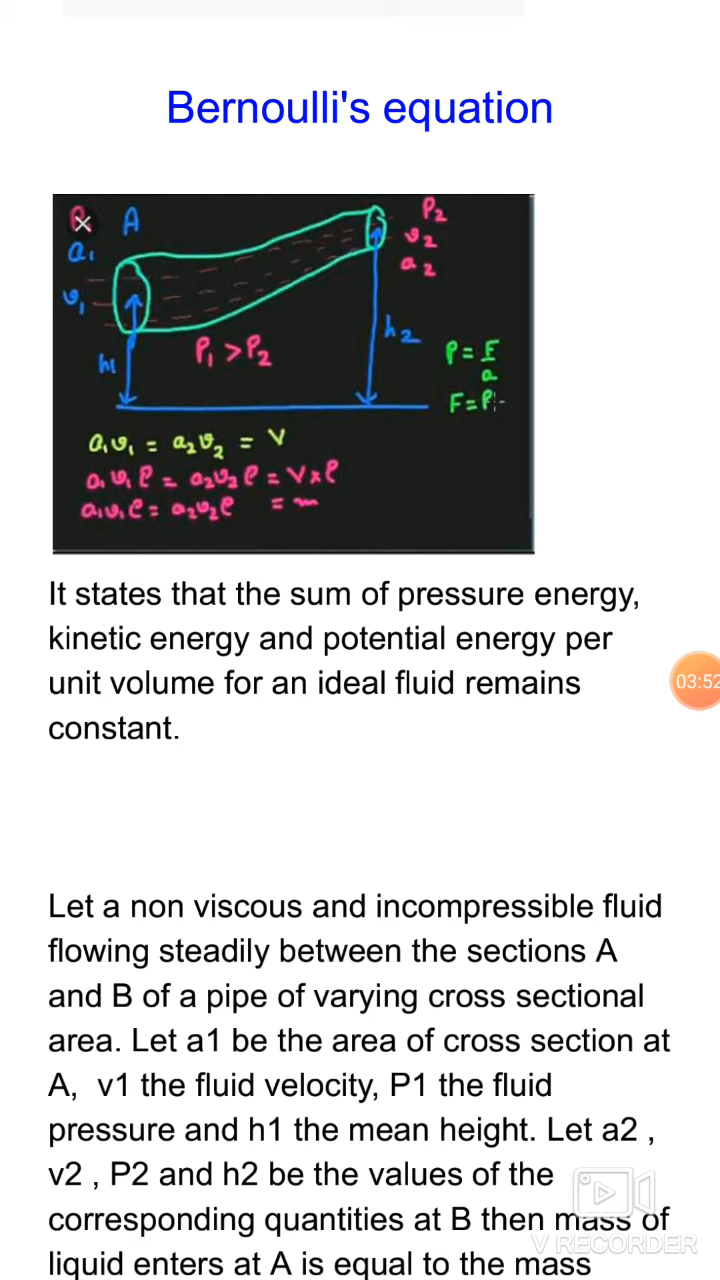 Bernoulli's equation
A P2
a1 v2
v1 a2
h1 P1 > P2 h2 P = F
a
F = P
a1v1 = a2v2 = V
a1v1ρ = a2v2ρ = V×ρ
a1v1ρ = a2v2ρ = m
It states that the sum of pressure energy,
kinetic energy and potential energy per
unit volume for an ideal fluid remains
constant.
03:52
Let a non viscous and incompressible fluid
flowing steadily between the sections A
and B of a pipe of varying cross sectional
area. Let a1 be the area of cross section at
A, v1 the fluid velocity, P1 the fluid
pressure and h1 the mean height. Let a2 ,
v2 , P2 and h2 be the values of the
corresponding quantities at B then mass of
V RECORDER
liquid enters at A is equal to the mass